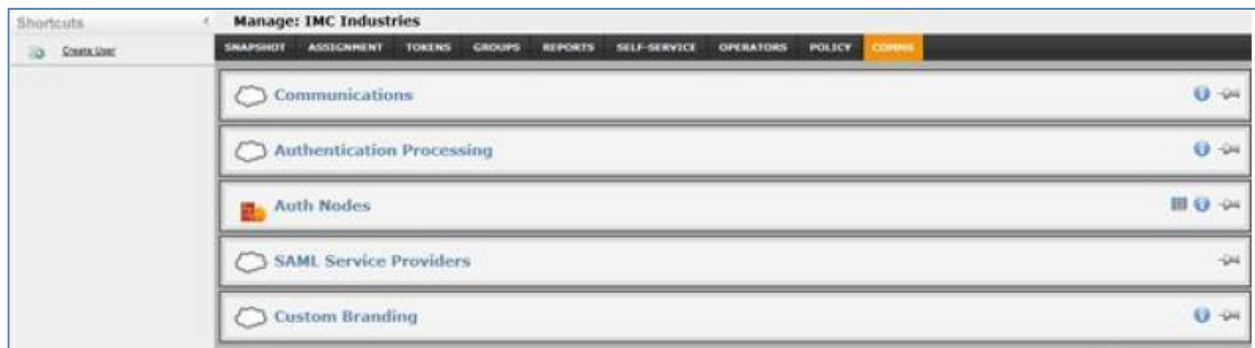 Shortcuts
Create User
Manage: IMC Industries
SNAPSHOT ASSIGNMENT TOKENS GROUPS REPORTS SELF-SERVICE OPERATORS POLICY COMMS
Communications
Authentication Processing
Auth Nodes
SAML Service Providers
Custom Branding